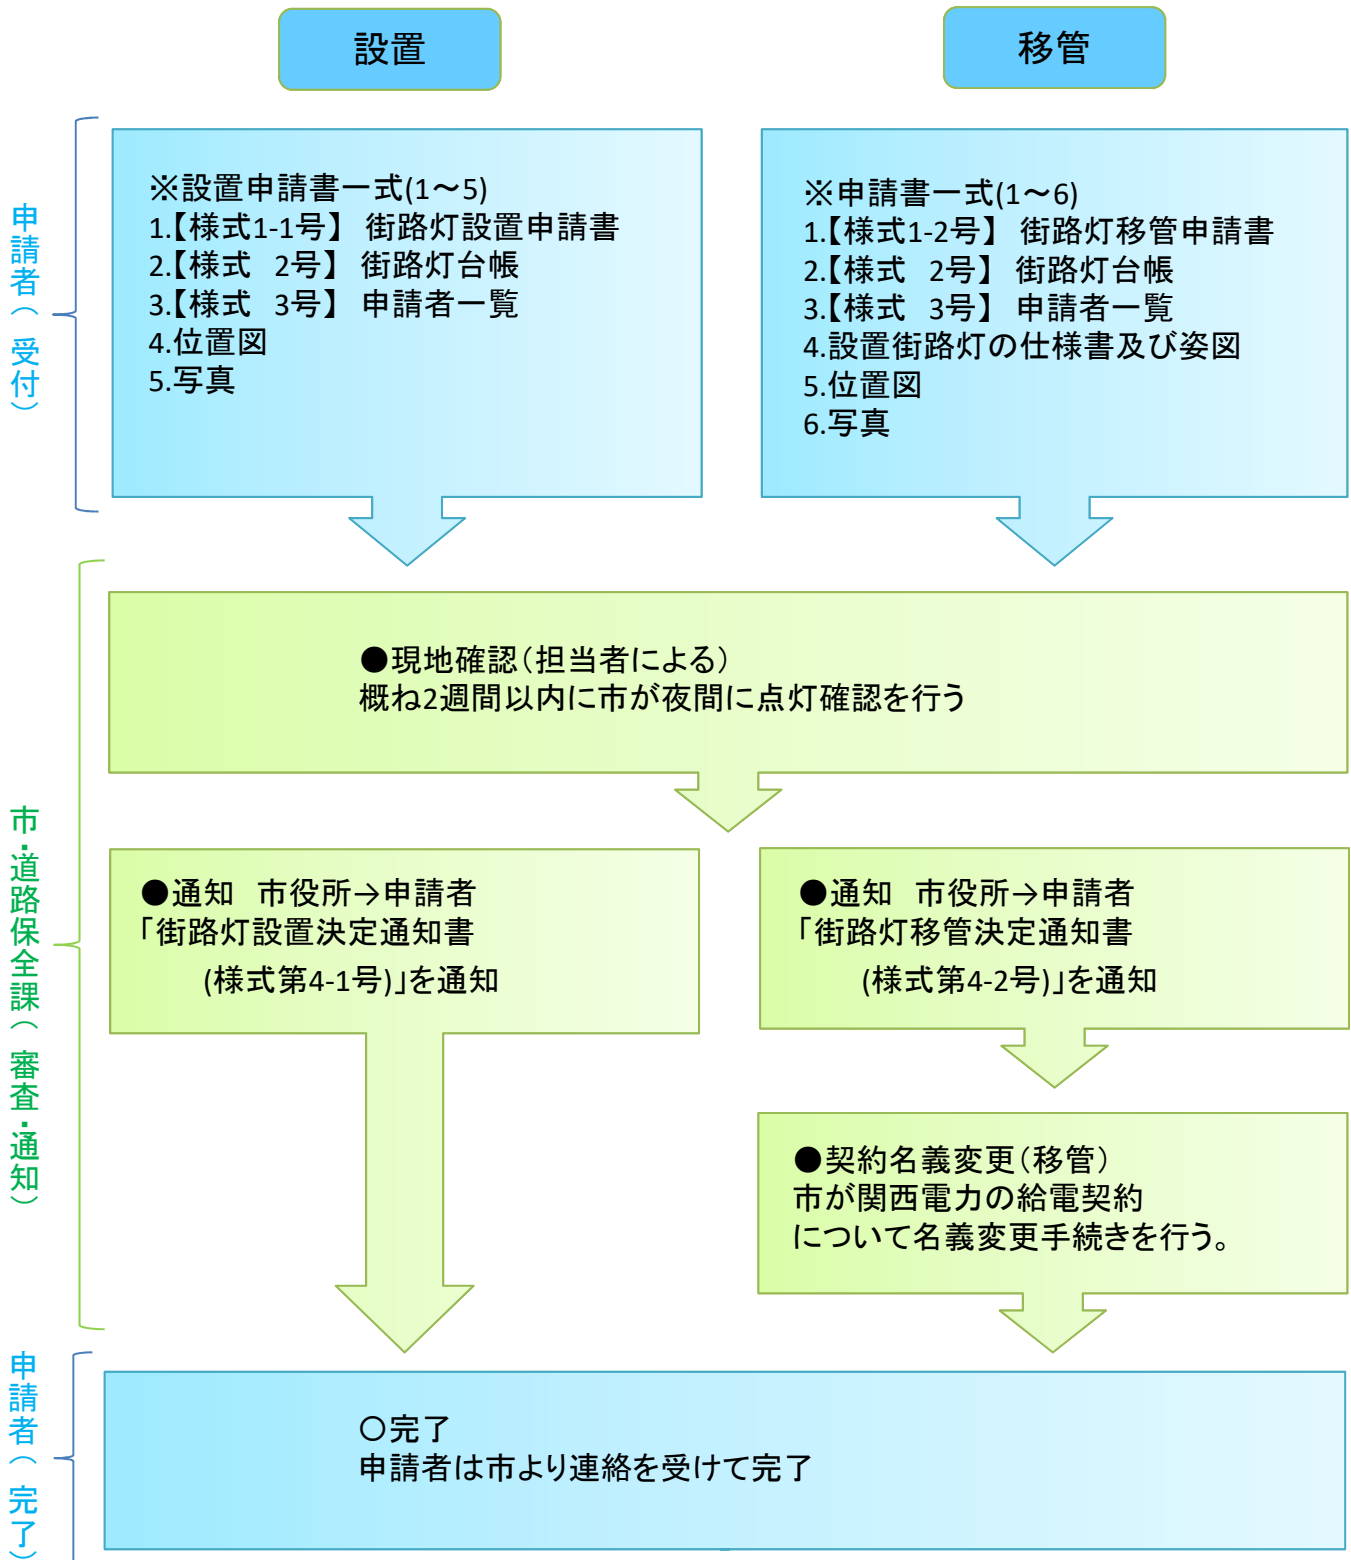 設置
移管
申請者(受付)
※設置申請書一式(1～5)
1.【様式1-1号】 街路灯設置申請書
2.【様式　2号】 街路灯台帳
3.【様式　3号】 申請者一覧
4.位置図
5.写真
※申請書一式(1～6)
1.【様式1-2号】 街路灯移管申請書
2.【様式　2号】 街路灯台帳
3.【様式　3号】 申請者一覧
4.設置街路灯の仕様書及び姿図
5.位置図
6.写真
市・道路保全課(審査・通知)
●現地確認(担当者による)
概ね2週間以内に市が夜間に点灯確認を行う
●通知　市役所→申請者
「街路灯設置決定通知書
(様式第4-1号)」を通知
●通知　市役所→申請者
「街路灯移管決定通知書
(様式第4-2号)」を通知
●契約名義変更(移管)
市が関西電力の給電契約
について名義変更手続きを行う。
申請者(完了)
○完了
申請者は市より連絡を受けて完了